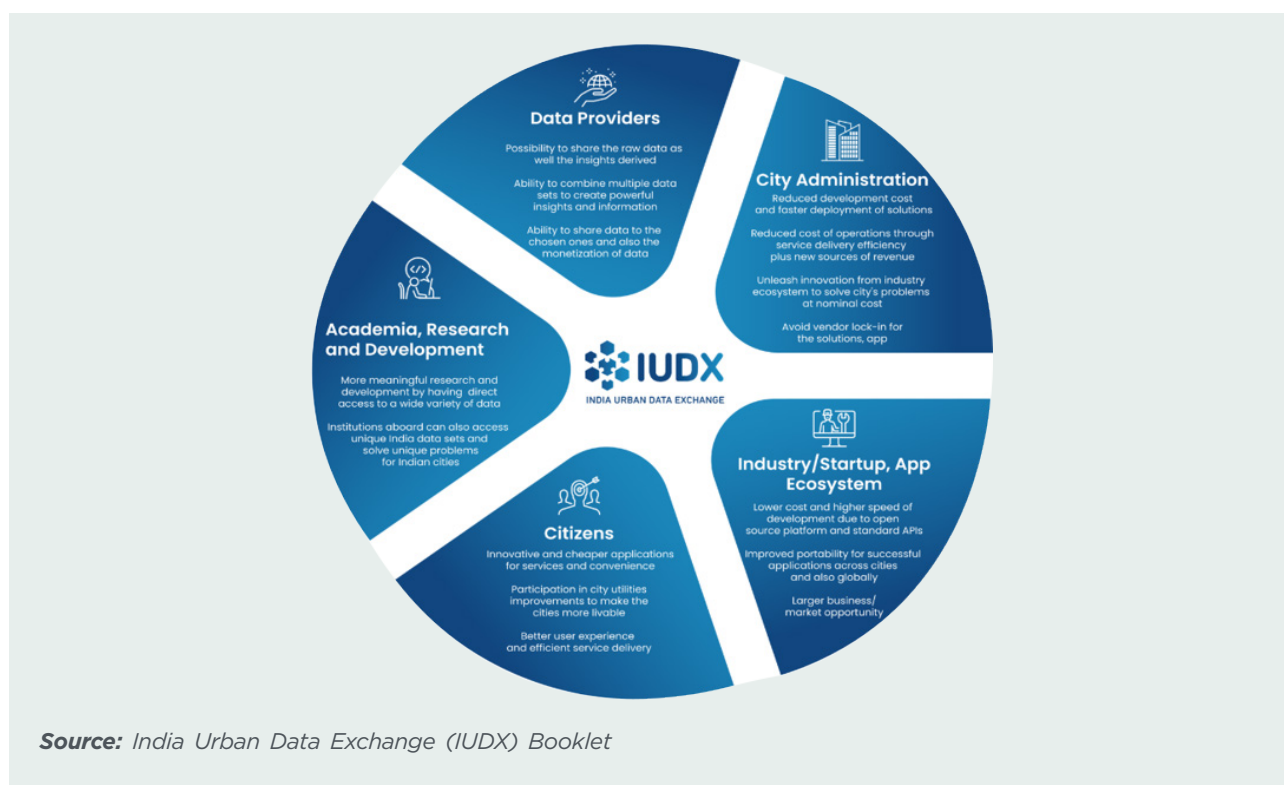 Data Providers
Possibility to share the raw data as
well the insights derived
Ability to combine multiple data
sets to create powerful
insights and information
Ability to share data to the
chosen ones and also the
monetization of data
City Administration
Reduced development cost
and faster deployment of solutions
Reduced cost of operations through
service delivery efficiency
plus new sources of revenue
Unleash innovation from industry
ecosystem to solve city's problems
at nominal cost
Avoid vendor lock-in for
the solutions, app
Academia, Research
and Development
More meaningful research and
development by having direct
access to a wide variety of data
Institutions aboard can also access
unique India data sets and
solve unique problems
for Indian cities
IUDX
INDIA URBAN DATA EXCHANGE
Industry/Startup, App
Ecosystem
Lower cost and higher speed of
development due to open
source platform and standard APIs
Improved portability for successful
applications across cities
and also globally
Larger business/
market opportunity
Citizens
Innovative and cheaper applications
for services and convenience
Participation in city utilities
improvements to make the
cities more livable
Better user experience
and efficient service delivery
Source: India Urban Data Exchange (IUDX) Booklet